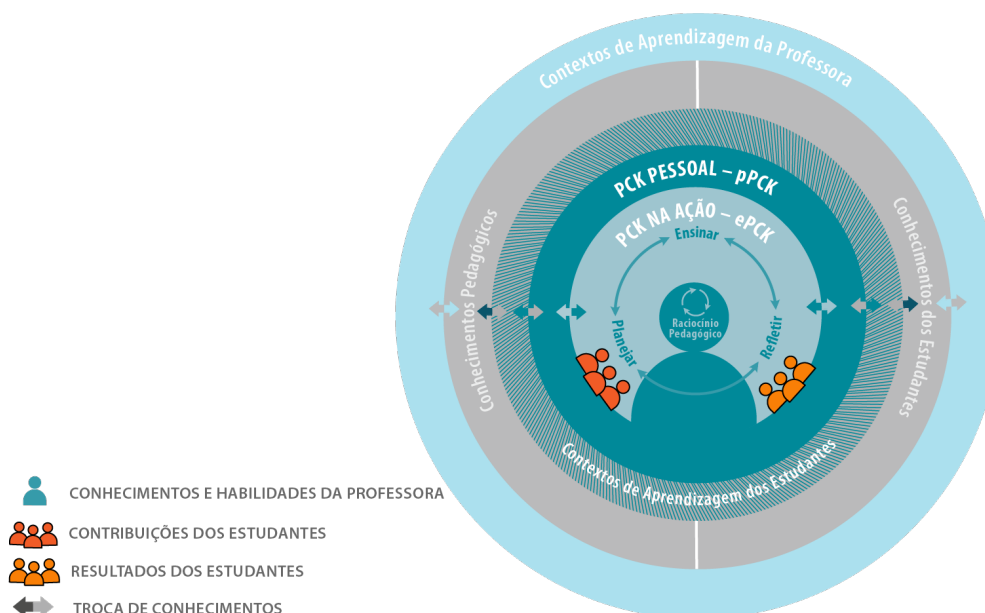 Contextos de Aprendizagem da Professora
Conhecimentos Pedagógicos
Conhecimentos dos Estudantes
PCK PESSOAL – pPCK
PCK NA AÇÃO – ePCK
Ensinar
Raciocínio
Pedagógico
Planejar
Refletir
Contextos de Aprendizagem dos Estudantes
CONHECIMENTOS E HABILIDADES DA PROFESSORA
CONTRIBUIÇÕES DOS ESTUDANTES
RESULTADOS DOS ESTUDANTES
TROCA DE CONHECIMENTOS